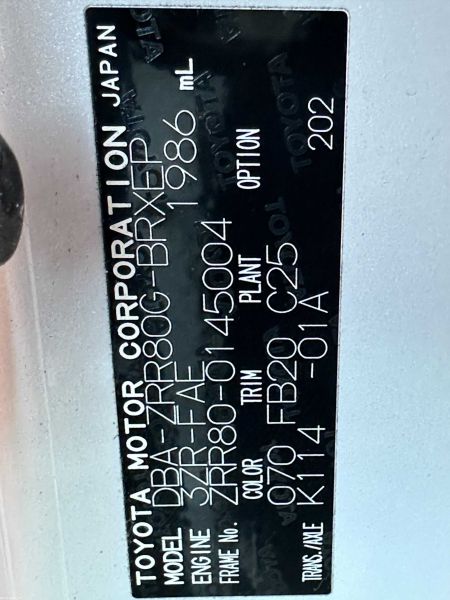 TOYOTA MOTOR CORPORATION JAPAN
MODEL DBA-ZRR80G-BRXEP
ENGINE 3ZR-FAE 1986 mL
FRAME No. ZRR80-0145004
COLOR TRIM PLANT OPTION
070 FB20 C25 202
TRANS./AXLE K114 -01A